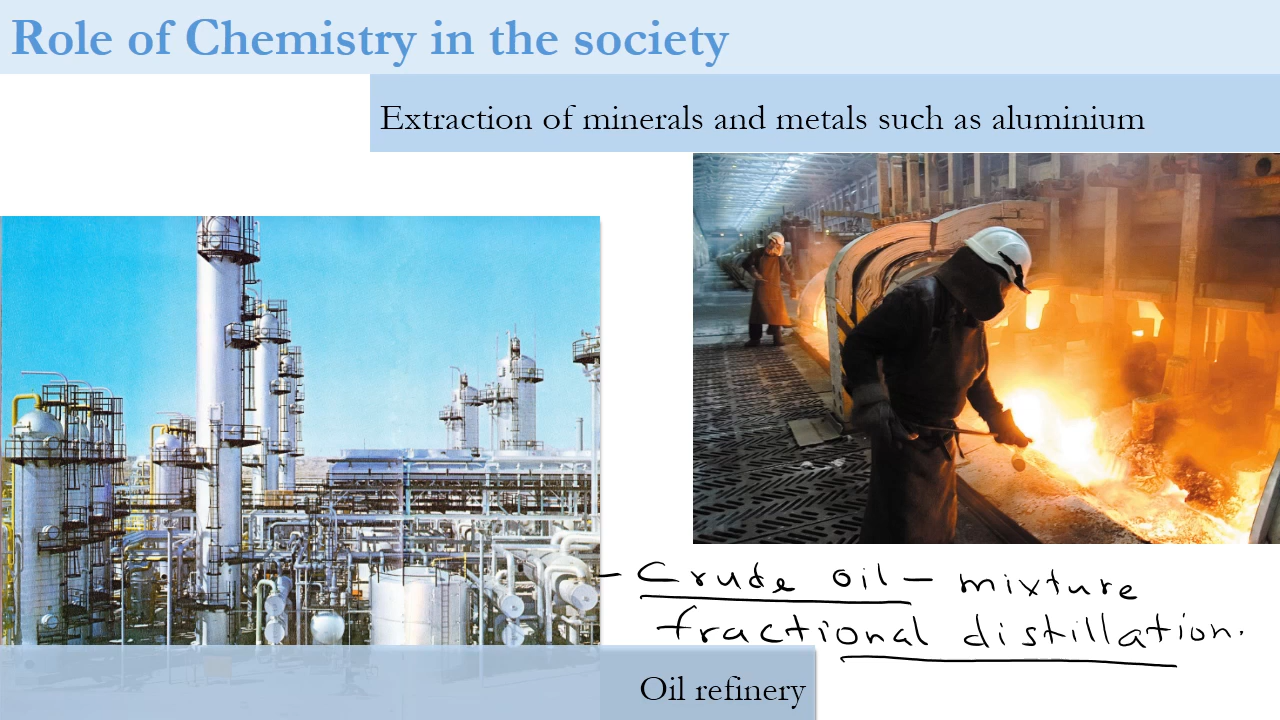 Role of Chemistry in the society
Extraction of minerals and metals such as aluminium
- Crude oil - mixture
fractional distillation.
Oil refinery